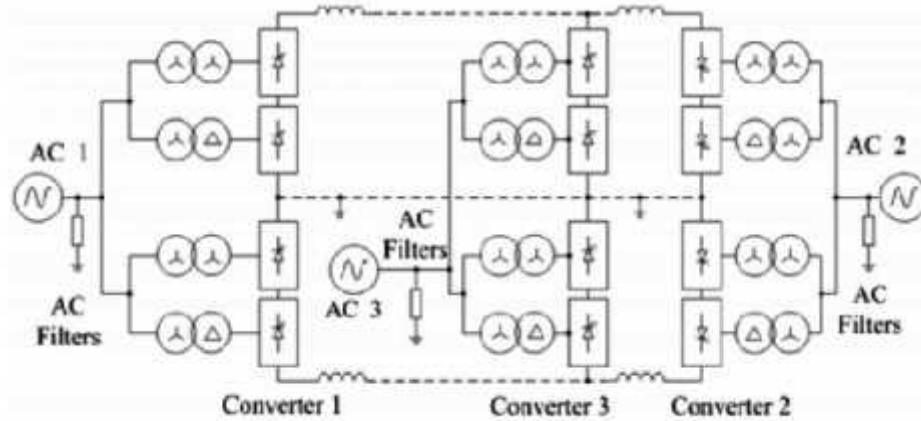 AC 1
AC 2
AC
Filters
AC 3
AC
Filters
AC
Filters
Converter 1
Converter 3
Converter 2